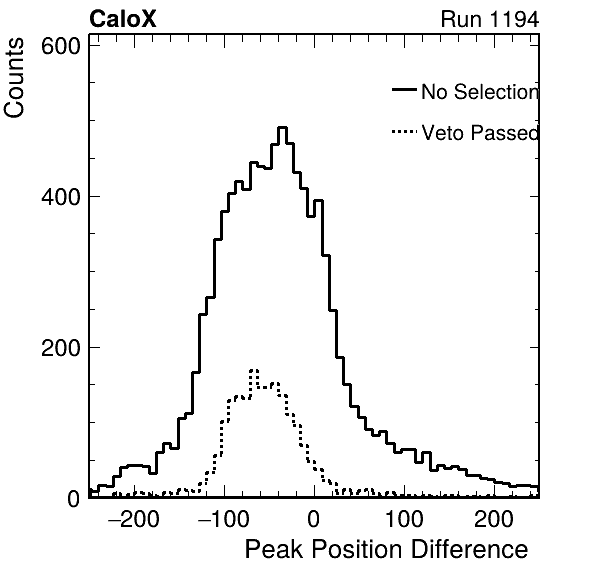 CaloX Run 1194
Counts
600
400
200
0
No Selection
Veto Passed
−200 −100 0 100 200
Peak Position Difference